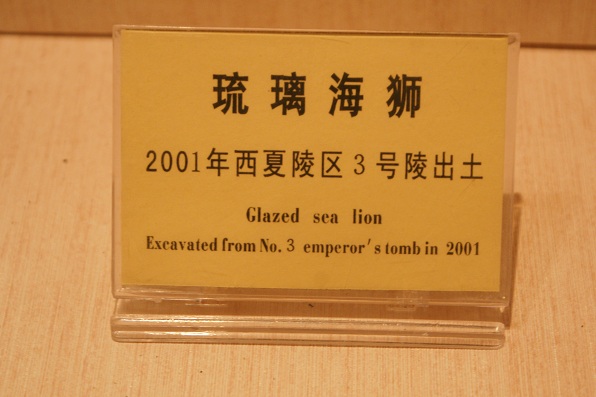 琉璃海狮
2001年西夏陵区3号陵出土
Glazed sea lion
Excavated from No.3 emperor's tomb in 2001